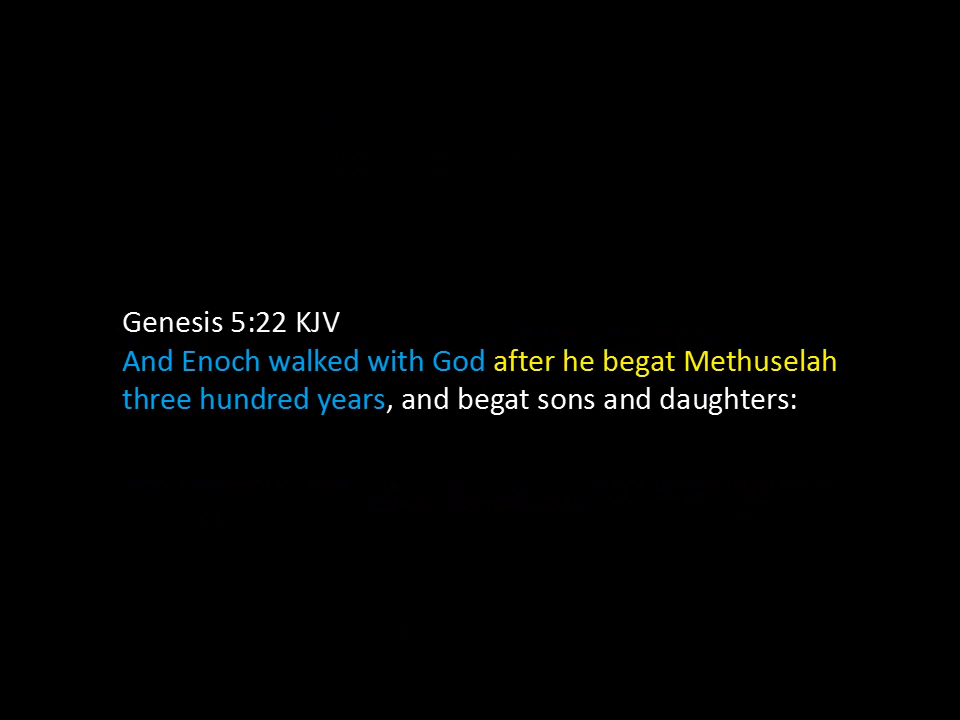 Genesis 5:22 KJV
And Enoch walked with God after he begat Methuselah
three hundred years, and begat sons and daughters: